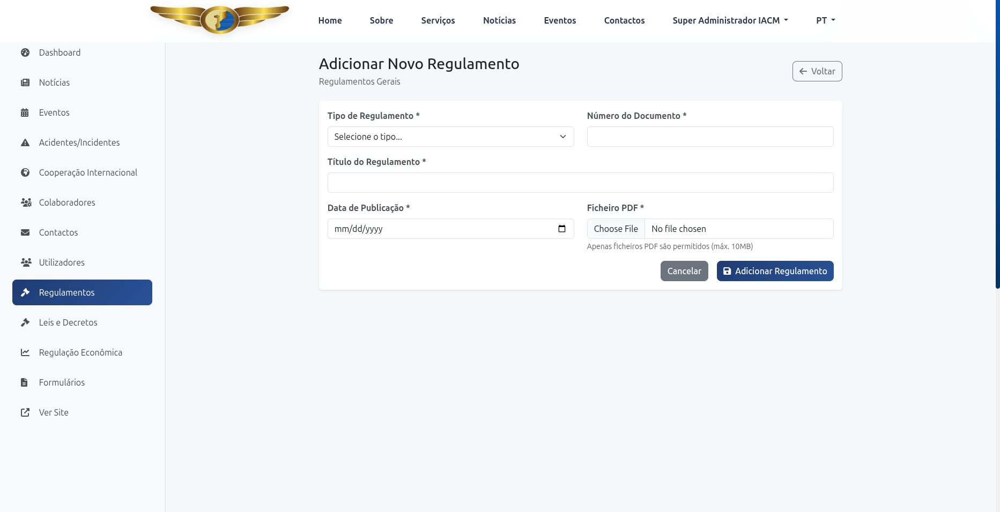 Home Sobre Serviços Notícias Eventos Contactos Super Administrador IACM PT
Dashboard
Notícias
Eventos
Acidentes/Incidentes
Cooperação Internacional
Colaboradores
Contactos
Utilizadores
Regulamentos
Leis e Decretos
Regulação Econômica
Formulários
Ver Site
Adicionar Novo Regulamento
Regulamentos Gerais
Voltar
Tipo de Regulamento * Número do Documento *
Selecione o tipo...
Título do Regulamento *
Data de Publicação * Ficheiro PDF *
mm/dd/yyyy Choose File No file chosen
Apenas ficheiros PDF são permitidos (máx. 10MB)
Cancelar Adicionar Regulamento